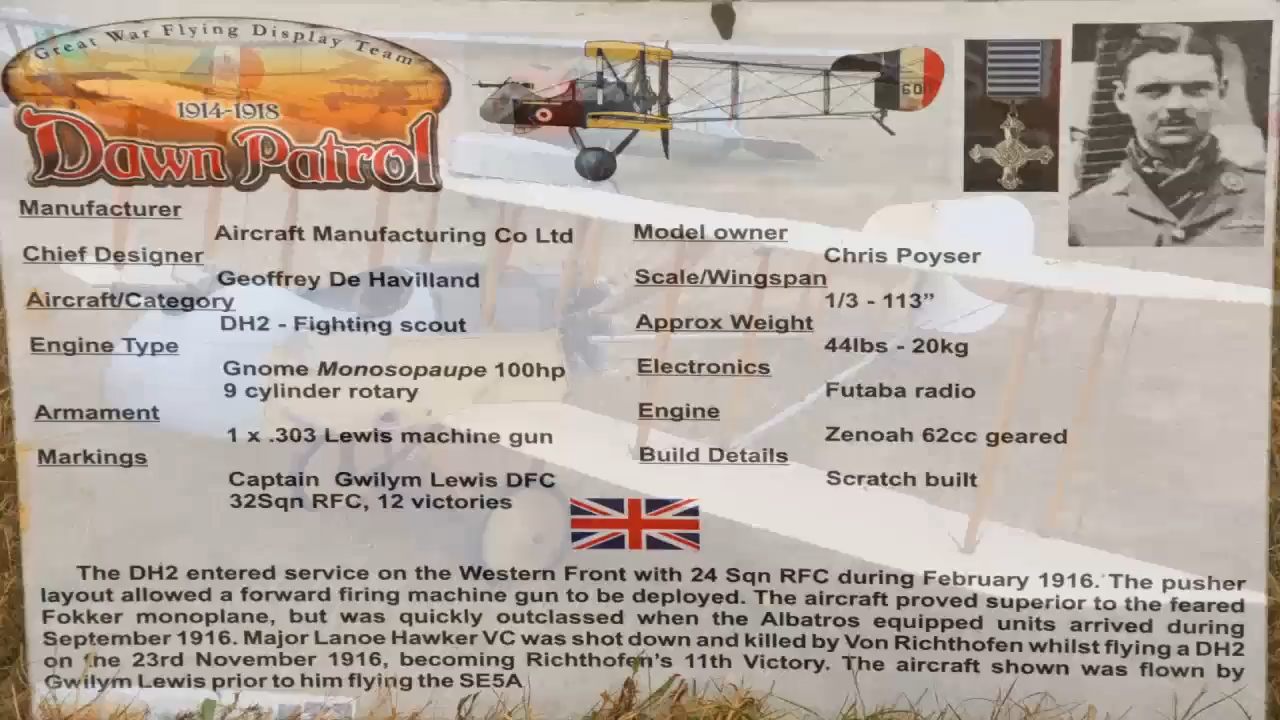 Great War Flying Display Team
1914-1918
Dawn Patrol
6011
Manufacturer
Aircraft Manufacturing Co Ltd
Chief Designer
Geoffrey De Havilland
Aircraft/Category
DH2 - Fighting scout
Engine Type
Gnome Monosopaupe 100hp
9 cylinder rotary
Armament
1 x .303 Lewis machine gun
Markings
Captain Gwilym Lewis DFC
32Sqn RFC, 12 victories
Model owner
Chris Poyser
Scale/Wingspan
1/3 - 113”
Approx Weight
44lbs - 20kg
Electronics
Futaba radio
Engine
Zenoah 62cc geared
Build Details
Scratch built
The DH2 entered service on the Western Front with 24 Sqn RFC during February 1916. The pusher
layout allowed a forward firing machine gun to be deployed. The aircraft proved superior to the feared
Fokker monoplane, but was quickly outclassed when the Albatros equipped units arrived during
September 1916. Major Lanoe Hawker VC was shot down and killed by Von Richthofen whilst flying a DH2
on the 23rd November 1916, becoming Richthofen's 11th Victory. The aircraft shown was flown by
Gwilym Lewis prior to him flying the SE5A